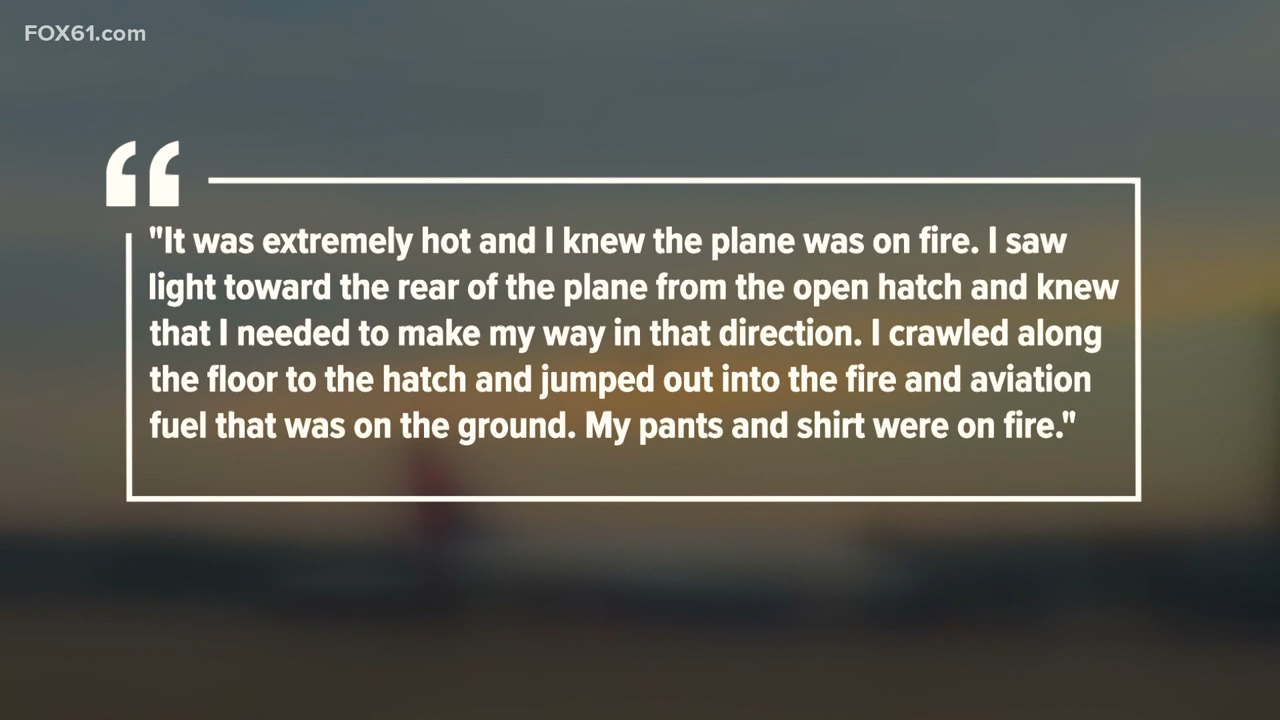 FOX61.com
"It was extremely hot and I knew the plane was on fire. I saw
light toward the rear of the plane from the open hatch and knew
that I needed to make my way in that direction. I crawled along
the floor to the hatch and jumped out into the fire and aviation
fuel that was on the ground. My pants and shirt were on fire."